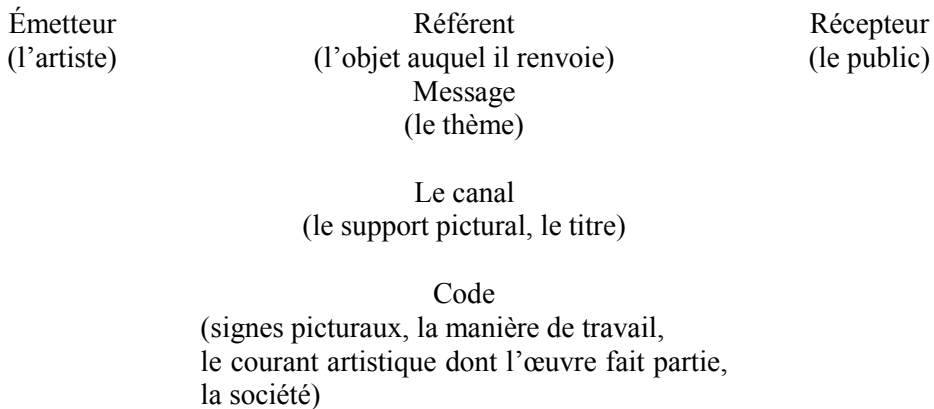 Émetteur Référent Récepteur
(l’artiste) (l’objet auquel il renvoie) (le public)
Message
(le thème)
Le canal
(le support pictural, le titre)
Code
(signes picturaux, la manière de travail,
le courant artistique dont l’œuvre fait partie,
la société)